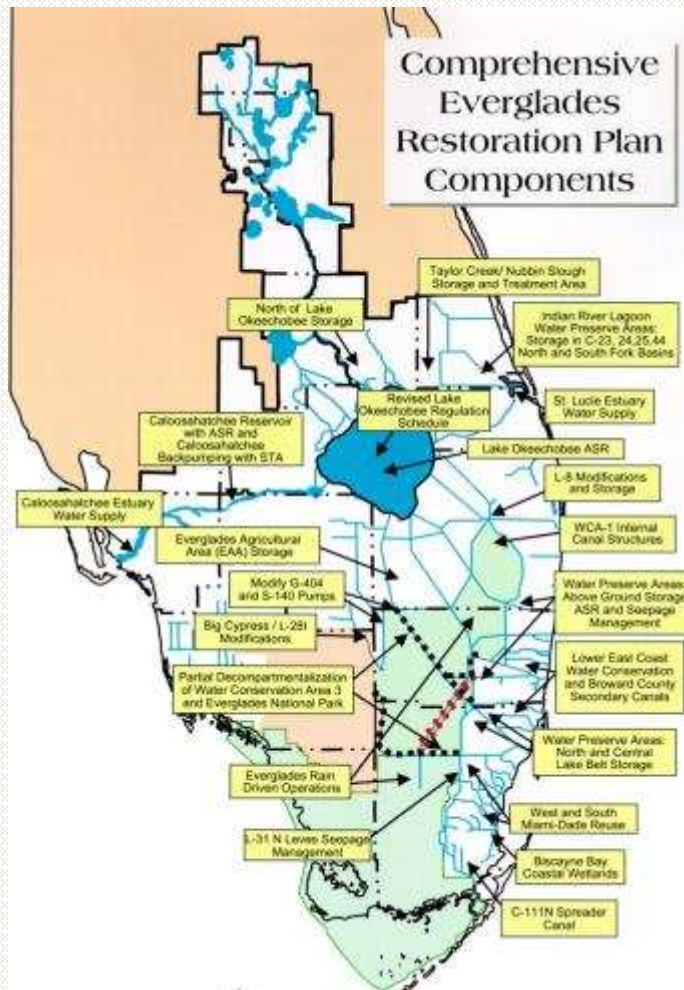 Comprehensive
Everglades
Restoration Plan
Components
Taylor Creek/ Nubbin Slough
Storage and Treatment Area
North of Lake
Okeechobee Storage
Indian River Lagoon
Water Preserve Areas:
Storage in C-23, 24,25,44
North and South Fork Basins
Revised Lake
Okeechobee Regulation
Schedule
St. Lucie Estuary
Water Supply
Caloosahatchee Reservoir
with ASR and
Caloosahatchee
Backpumping with STA
Lake Okeechobee ASR
L-8 Modifications
and Storage
Caloosahatchee Estuary
Water Supply
WCA-1 Internal
Canal Structures
Everglades Agricultural
Area (EAA) Storage
Modify G-404
and S-140 Pumps
Water Preserve Areas:
Above Ground Storage
ASR and Seepage
Management
Big Cypress / L-28I
Modifications
Lower East Coast
Water Conservation
and Broward County
Secondary Canals
Partial Decompartmentalization
of Water Conservation Area 3
and Everglades National Park
Water Preserve Areas:
North and Central
Lake Belt Storage
Everglades Rain
Driven Operations
West and South
Miami-Dade Reuse
L-31 N Levee Seepage
Management
Biscayne Bay
Coastal Wetlands
C-111N Spreader
Canal